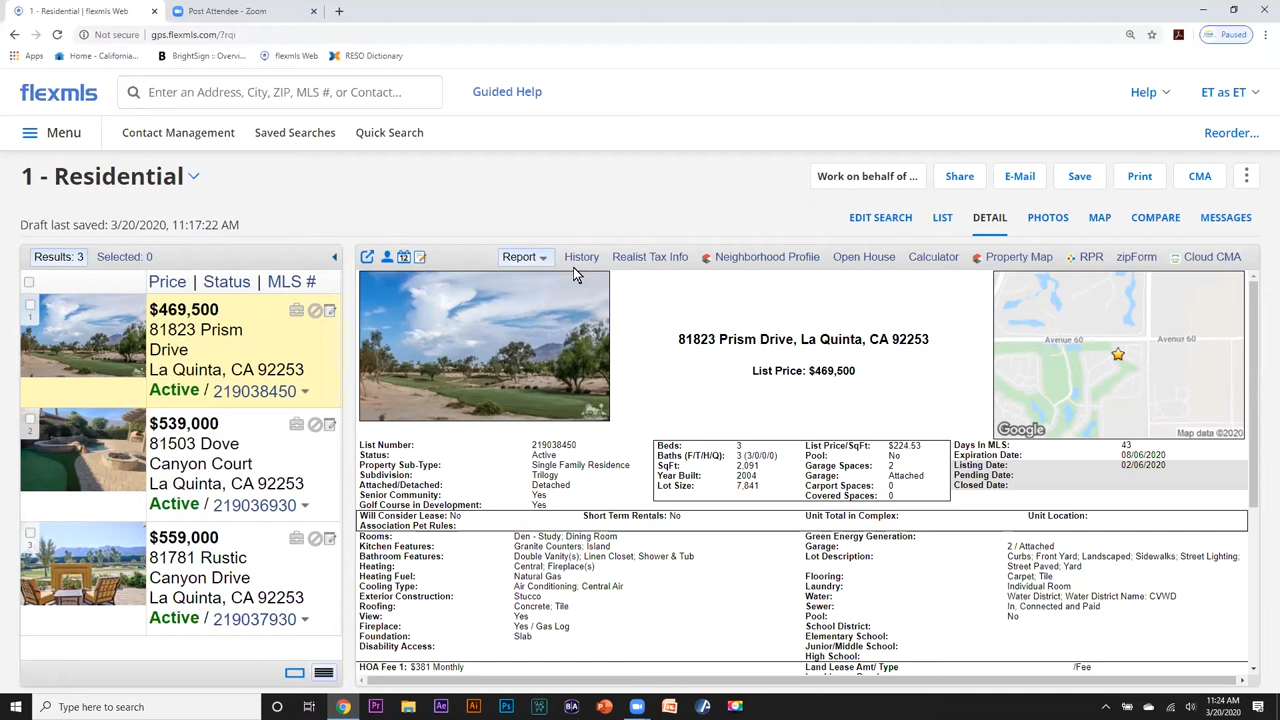 1 - Residential | flexmls Web
Post Attendee - Zoom
Not secure | gps.flexmls.com/?rqi
Paused
Apps
Home - California...
BrightSign :: Overvi...
flexmls Web
RESO Dictionary
flexmls
Enter an Address, City, ZIP, MLS #, or Contact...
Guided Help
Help
ET as ET
Menu
Contact Management
Saved Searches
Quick Search
Reorder...
1 - Residential
Work on behalf of ...
Share
E-Mail
Save
Print
CMA
Draft last saved: 3/20/2020, 11:17:22 AM
EDIT SEARCH
LIST
DETAIL
PHOTOS
MAP
COMPARE
MESSAGES
Results: 3
Selected: 0
12
Report
History
Realist Tax Info
Neighborhood Profile
Open House
Calculator
Property Map
RPR
zipForm
Cloud CMA
Price | Status | MLS #
1
$469,500
81823 Prism
Drive
La Quinta, CA 92253
Active / 219038450
2
$539,000
81503 Dove
Canyon Court
La Quinta, CA 92253
Active / 219036930
3
$559,000
81781 Rustic
Canyon Drive
La Quinta, CA 92253
Active / 219037930
81823 Prism Drive, La Quinta, CA 92253
List Price: $469,500
Avenue 60
Avenue 60
Google
Map data ©2020
List Number: 219038450
Status: Active
Property Sub-Type: Single Family Residence
Subdivision: Trilogy
Attached/Detached: Detached
Senior Community: Yes
Golf Course in Development: Yes
Beds: 3
Baths (F/T/H/Q): 3 (3/0/0/0)
SqFt: 2,091
Year Built: 2004
Lot Size: 7,841
List Price/SqFt: $224.53
Pool: No
Garage Spaces: 2
Garage: Attached
Carport Spaces: 0
Covered Spaces: 0
Days In MLS: 43
Expiration Date: 08/06/2020
Listing Date: 02/06/2020
Pending Date:
Closed Date:
Will Consider Lease: No
Short Term Rentals: No
Unit Total in Complex:
Unit Location:
Association Pet Rules:
Rooms: Den - Study; Dining Room
Kitchen Features: Granite Counters; Island
Bathroom Features: Double Vanity(s); Linen Closet; Shower & Tub
Heating: Central; Fireplace(s)
Heating Fuel: Natural Gas
Cooling Type: Air Conditioning; Central Air
Exterior Construction: Stucco
Roofing: Concrete; Tile
View: Yes
Fireplace: Yes / Gas Log
Foundation: Slab
Disability Access:
Green Energy Generation:
Garage: 2 / Attached
Lot Description: Curbs; Front Yard; Landscaped; Sidewalks; Street Lighting;
Street Paved; Yard
Flooring: Carpet; Tile
Laundry: Individual Room
Water: Water District; Water District Name: CVWD
Sewer: In, Connected and Paid
Pool: No
School District:
Elementary School:
Junior/Middle School:
High School:
HOA Fee 1: $381 Monthly
Land Lease Amt/ Type /Fee
Type here to search
Pr
Ae
Ai
Ps
B|A
11:24 AM
3/20/2020